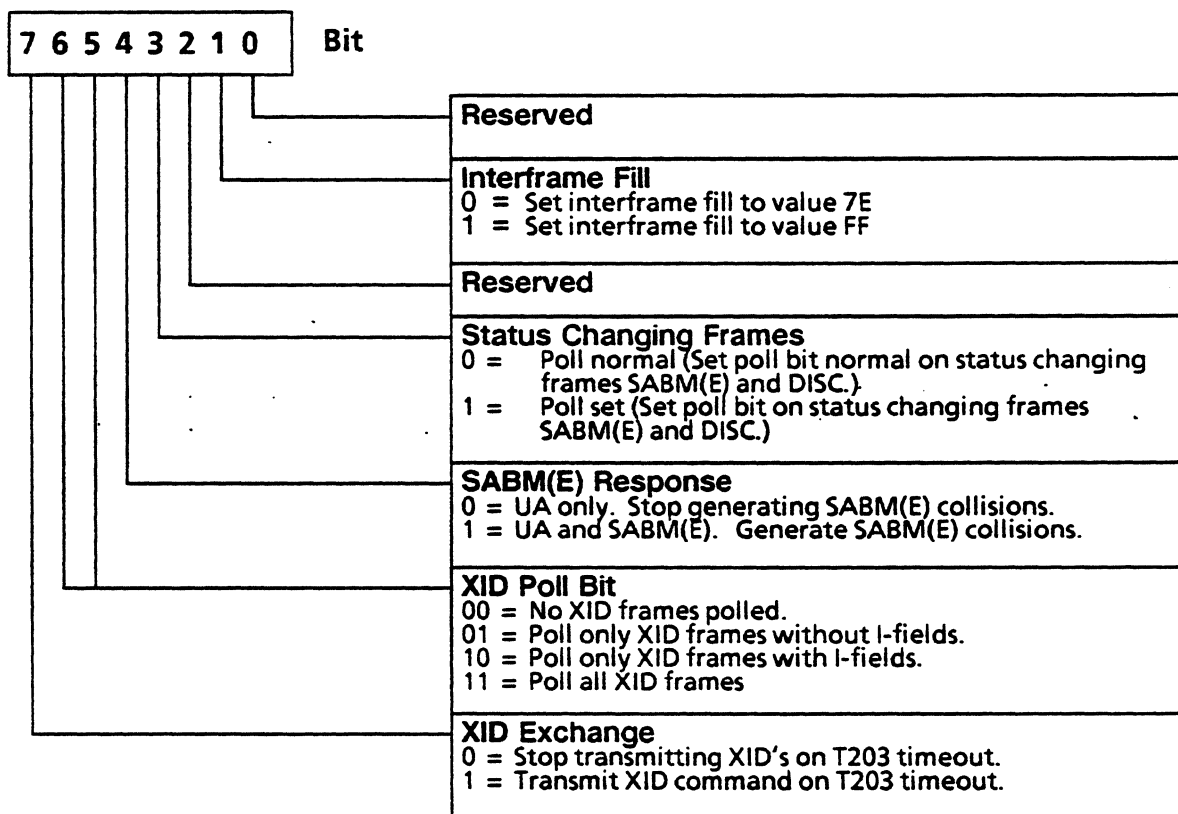 7 6 5 4 3 2 1 0 Bit
Reserved
Interframe Fill
0 = Set interframe fill to value 7E
1 = Set interframe fill to value FF
Reserved
Status Changing Frames
0 = Poll normal (Set poll bit normal on status changing
frames SABM(E) and DISC.)
1 = Poll set (Set poll bit on status changing frames
SABM(E) and DISC.)
SABM(E) Response
0 = UA only. Stop generating SABM(E) collisions.
1 = UA and SABM(E). Generate SABM(E) collisions.
XID Poll Bit
00 = No XID frames polled.
01 = Poll only XID frames without I-fields.
10 = Poll only XID frames with I-fields.
11 = Poll all XID frames
XID Exchange
0 = Stop transmitting XID's on T203 timeout.
1 = Transmit XID command on T203 timeout.